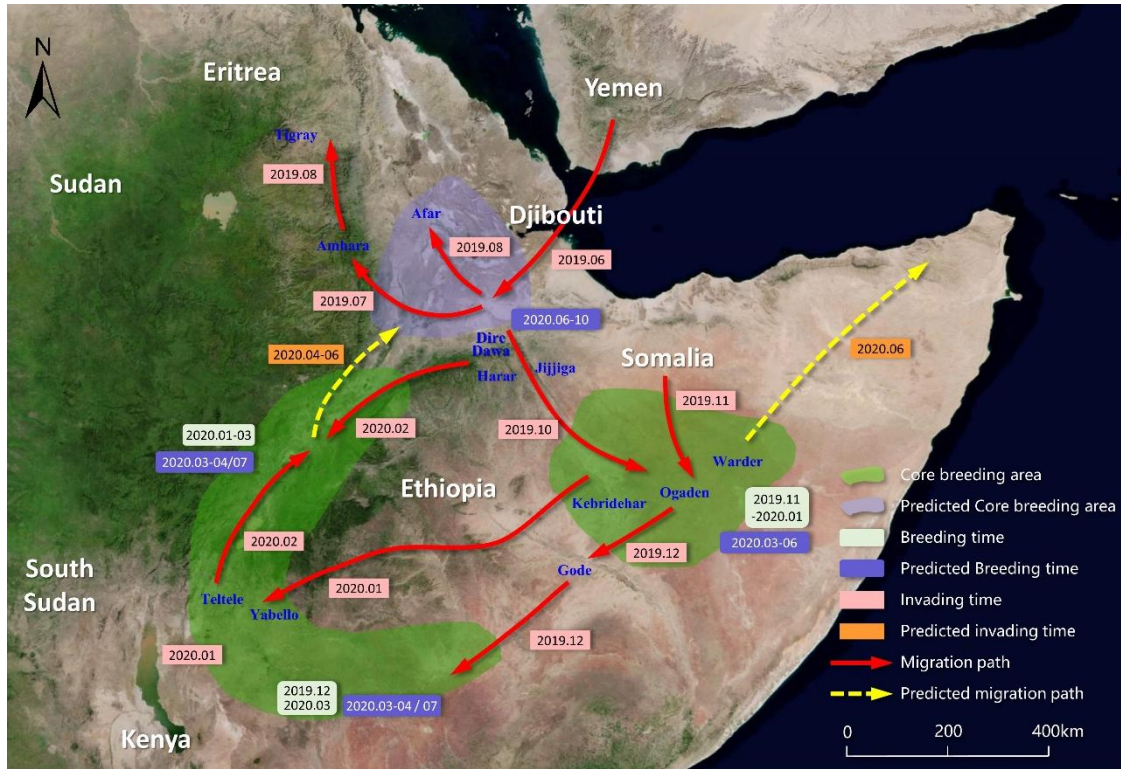 N
Eritrea
Yemen
Tigray
2019.08
Sudan
Afar
Djibouti
2019.08
Amhara
2019.06
2019.07
2020.06-10
Dire
Dawa
2020.04-06
Harar
Jijjiga
Somalia
2020.06
2019.11
2020.01-03
2020.02
2019.10
2020.03-04/07
Warder
Ethiopia
Kebridehar
Ogaden
2019.11
-2020.01
2020.02
2019.12
2020.03-06
South
Sudan
Gode
Teltele
Yabello
2020.01
2019.12
2020.01
2019.12
2020.03
2020.03-04 / 07
Kenya
Core breeding area
Predicted Core breeding area
Breeding time
Predicted Breeding time
Invading time
Predicted invading time
Migration path
Predicted migration path
0
200
400km